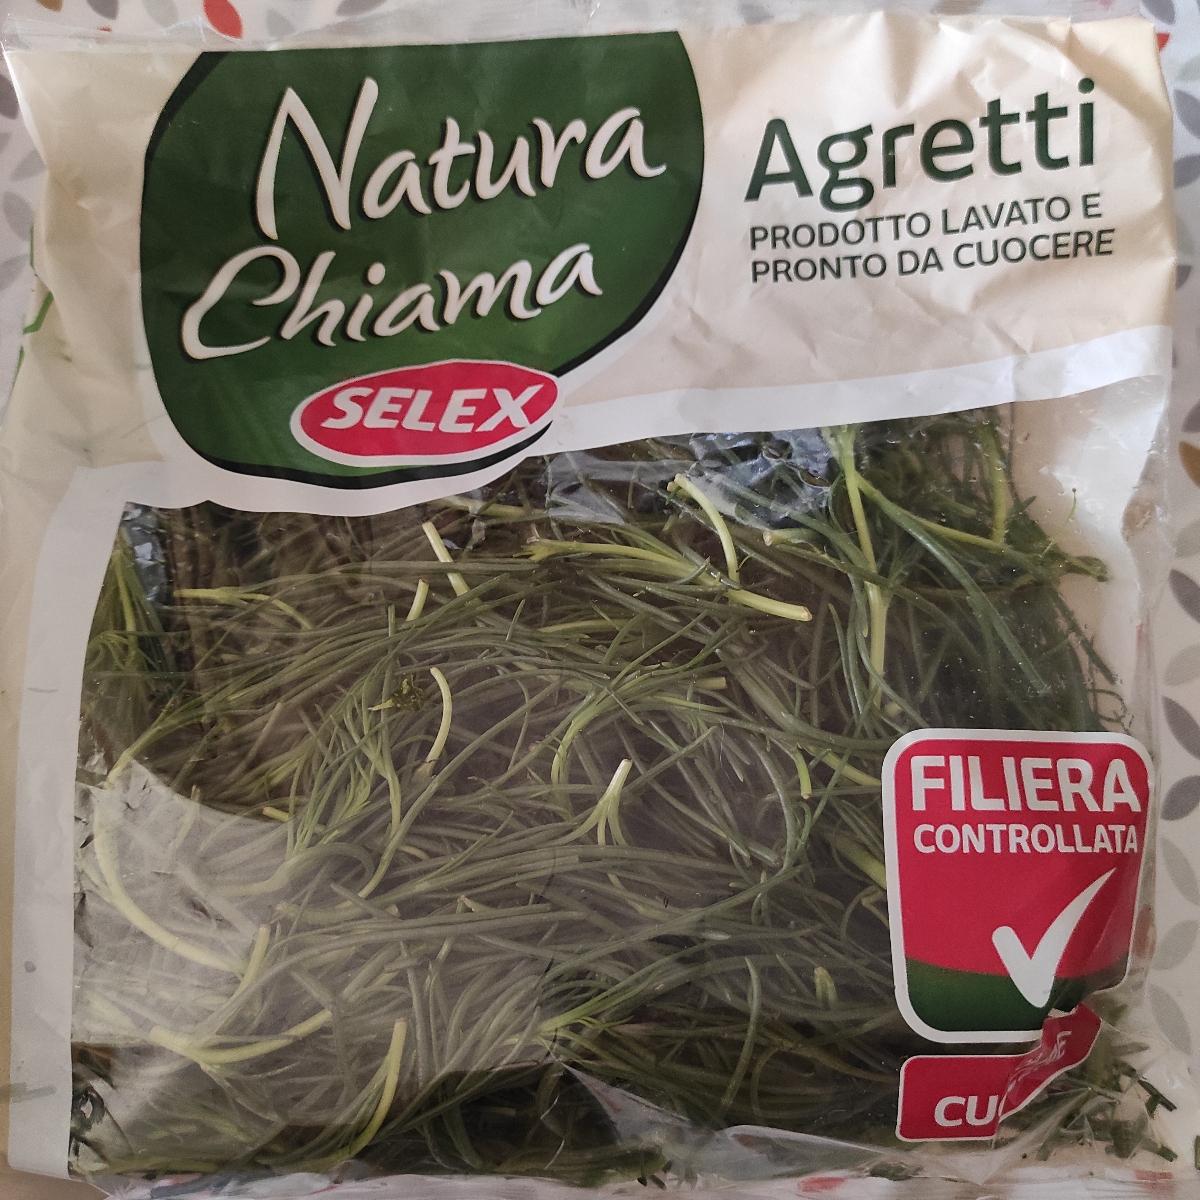 Natura
Chiama
SELEX
Agretti
PRODOTTO LAVATO E
PRONTO DA CUOCERE
FILIERA
CONTROLLATA